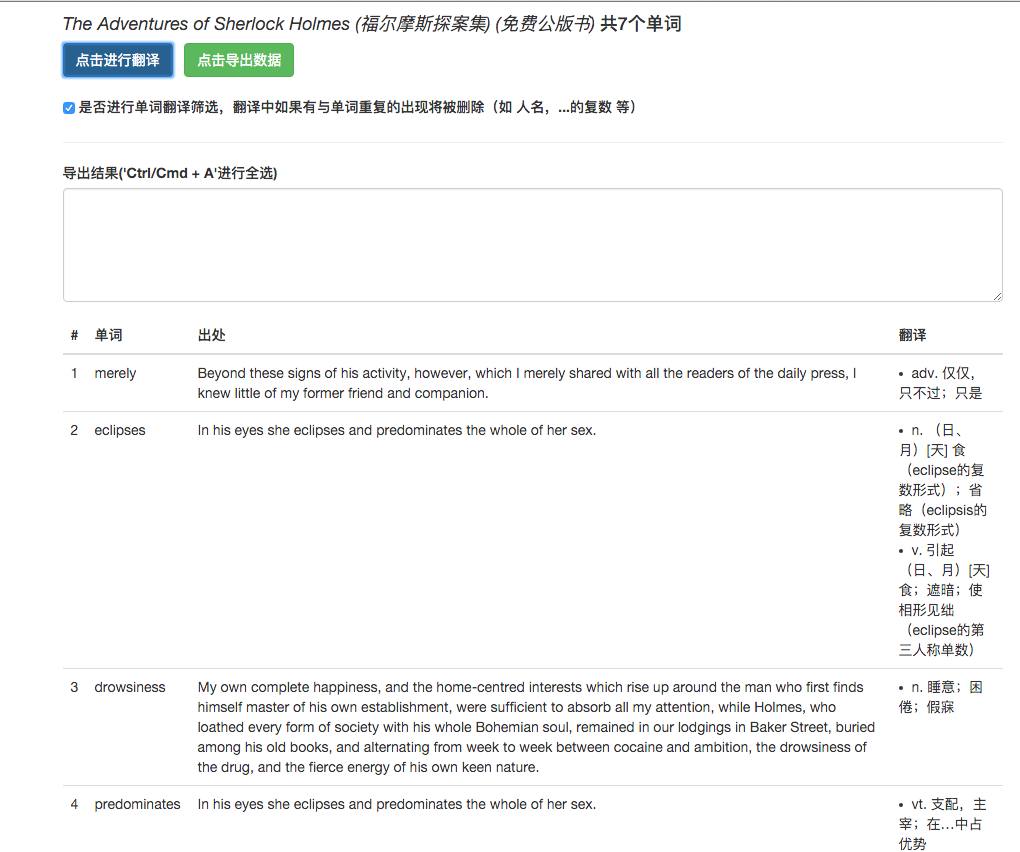 The Adventures of Sherlock Holmes (福尔摩斯探案集) (免费公版书) 共7个单词
点击进行翻译 点击导出数据
是否进行单词翻译筛选，翻译中如果有与单词重复的出现将被删除（如 人名，...的复数 等）
导出结果('Ctrl/Cmd + A'进行全选)
# 单词 出处 翻译
1 merely Beyond these signs of his activity, however, which I merely shared with all the readers of the daily press, I • adv. 仅仅，
knew little of my former friend and companion. 只不过；只是
2 eclipses In his eyes she eclipses and predominates the whole of her sex. • n. （日、
月）[天] 食
（eclipse的复
数形式）；省
略（eclipsis的
复数形式）
• v. 引起
（日、月）[天]
食；遮暗；使
相形见绌
（eclipse的第
三人称单数）
3 drowsiness My own complete happiness, and the home-centred interests which rise up around the man who first finds • n. 睡意；困
himself master of his own establishment, were sufficient to absorb all my attention, while Holmes, who 倦；假寐
loathed every form of society with his whole Bohemian soul, remained in our lodgings in Baker Street, buried
among his old books, and alternating from week to week between cocaine and ambition, the drowsiness of
the drug, and the fierce energy of his own keen nature.
4 predominates In his eyes she eclipses and predominates the whole of her sex. • vt. 支配，主
宰；在…中占
优势